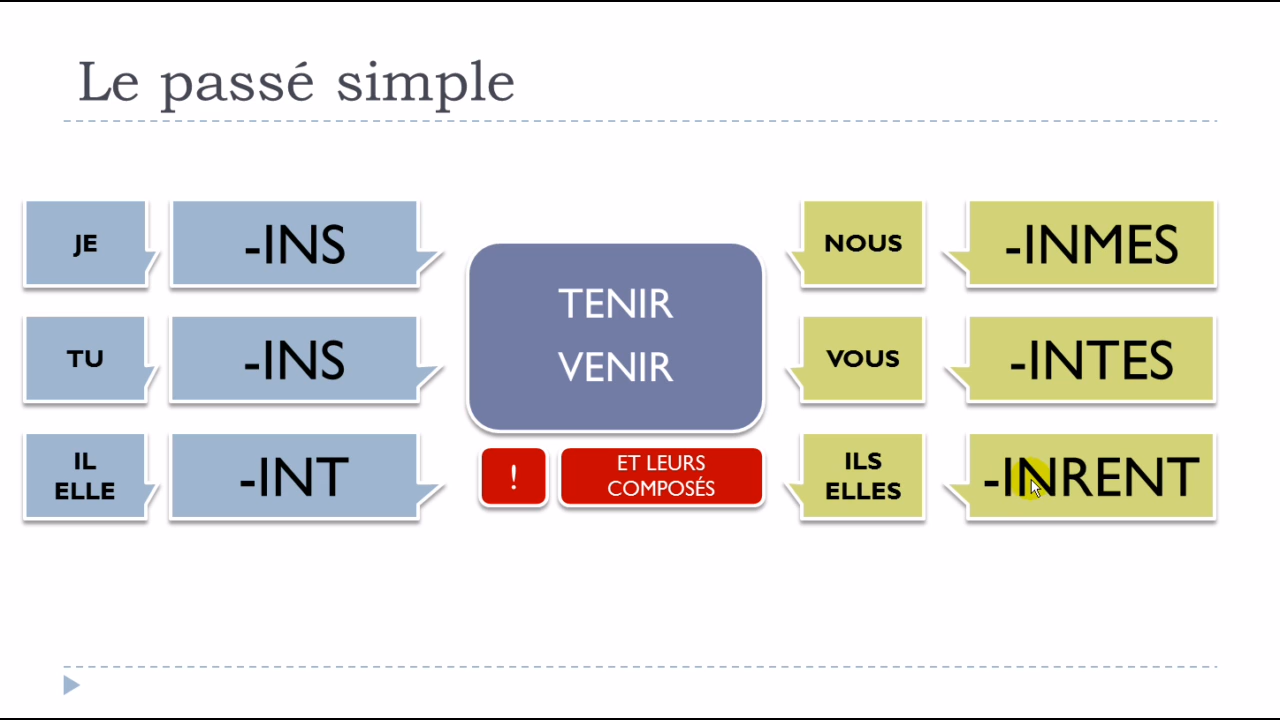 Le passé simple
JE
-INS
TU
-INS
IL
ELLE
-INT
TENIR
VENIR
!
ET LEURS
COMPOSÉS
NOUS
-INMES
VOUS
-INTES
ILS
ELLES
-INRENT